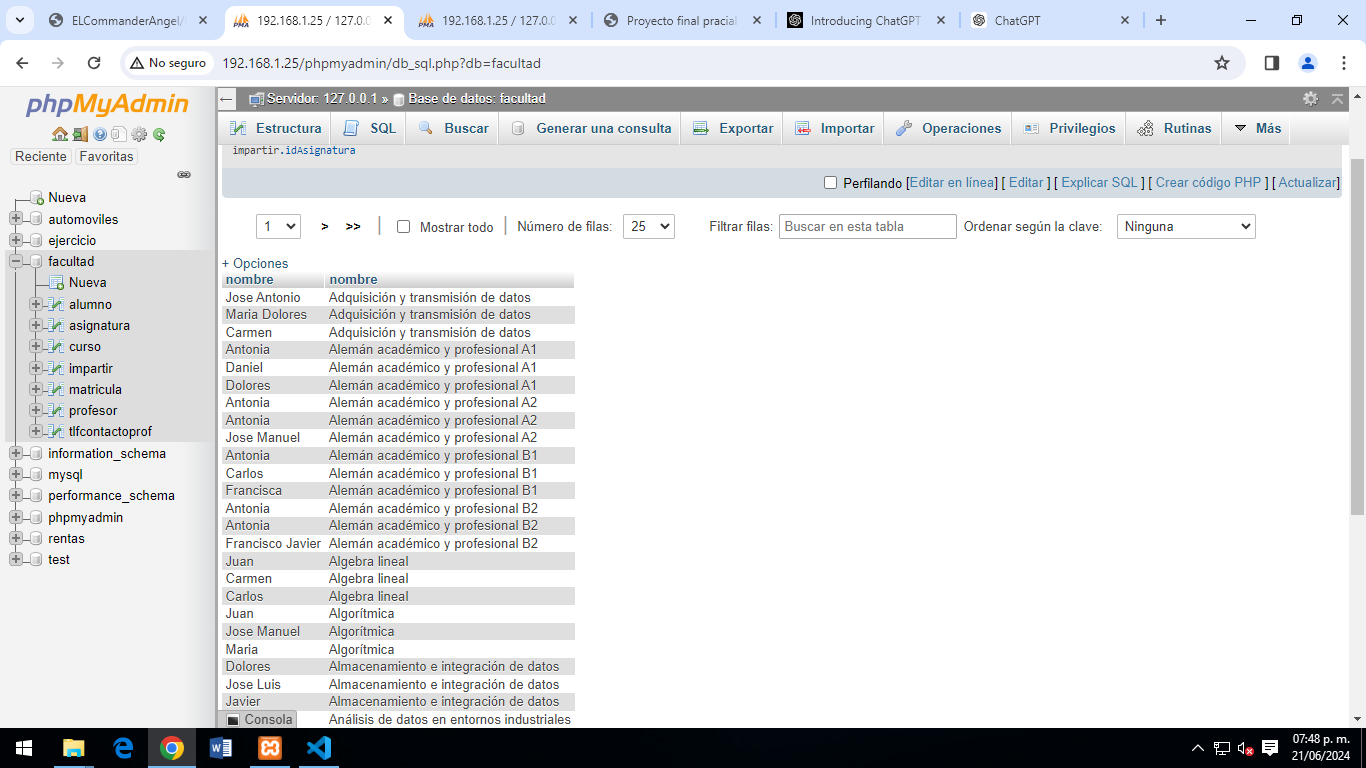 ELCommanderAngel/
192.168.1.25 / 127.0.0
192.168.1.25 / 127.0.0
Proyecto final pracial
Introducing ChatGPT
ChatGPT
No seguro
192.168.1.25/phpmyadmin/db_sql.php?db=facultad
phpMyAdmin
Reciente
Favoritas
Nueva
automoviles
ejercicio
facultad
Nueva
alumno
asignatura
curso
impartir
matricula
profesor
tlfcontactoprof
information_schema
mysql
performance_schema
phpmyadmin
rentas
test
Servidor: 127.0.0.1 » Base de datos: facultad
Estructura SQL Buscar Generar una consulta Exportar Importar Operaciones Privilegios Rutinas Más
impartir.idAsignatura
Perfilando [Editar en línea] [ Editar ] [ Explicar SQL ] [ Crear código PHP ] [ Actualizar]
1 > >> | Mostrar todo | Número de filas: 25 Filtrar filas: Buscar en esta tabla Ordenar según la clave: Ninguna
+ Opciones
nombre nombre
Jose Antonio Adquisición y transmisión de datos
Maria Dolores Adquisición y transmisión de datos
Carmen Adquisición y transmisión de datos
Antonia Alemán académico y profesional A1
Daniel Alemán académico y profesional A1
Dolores Alemán académico y profesional A1
Antonia Alemán académico y profesional A2
Antonia Alemán académico y profesional A2
Jose Manuel Alemán académico y profesional A2
Antonia Alemán académico y profesional B1
Carlos Alemán académico y profesional B1
Francisca Alemán académico y profesional B1
Antonia Alemán académico y profesional B2
Antonia Alemán académico y profesional B2
Francisco Javier Alemán académico y profesional B2
Juan Algebra lineal
Carmen Algebra lineal
Carlos Algebra lineal
Juan Algorítmica
Jose Manuel Algorítmica
Maria Algorítmica
Dolores Almacenamiento e integración de datos
Jose Luis Almacenamiento e integración de datos
Javier Almacenamiento e integración de datos
Consola Análisis de datos en entornos industriales
07:48 p. m.
21/06/2024